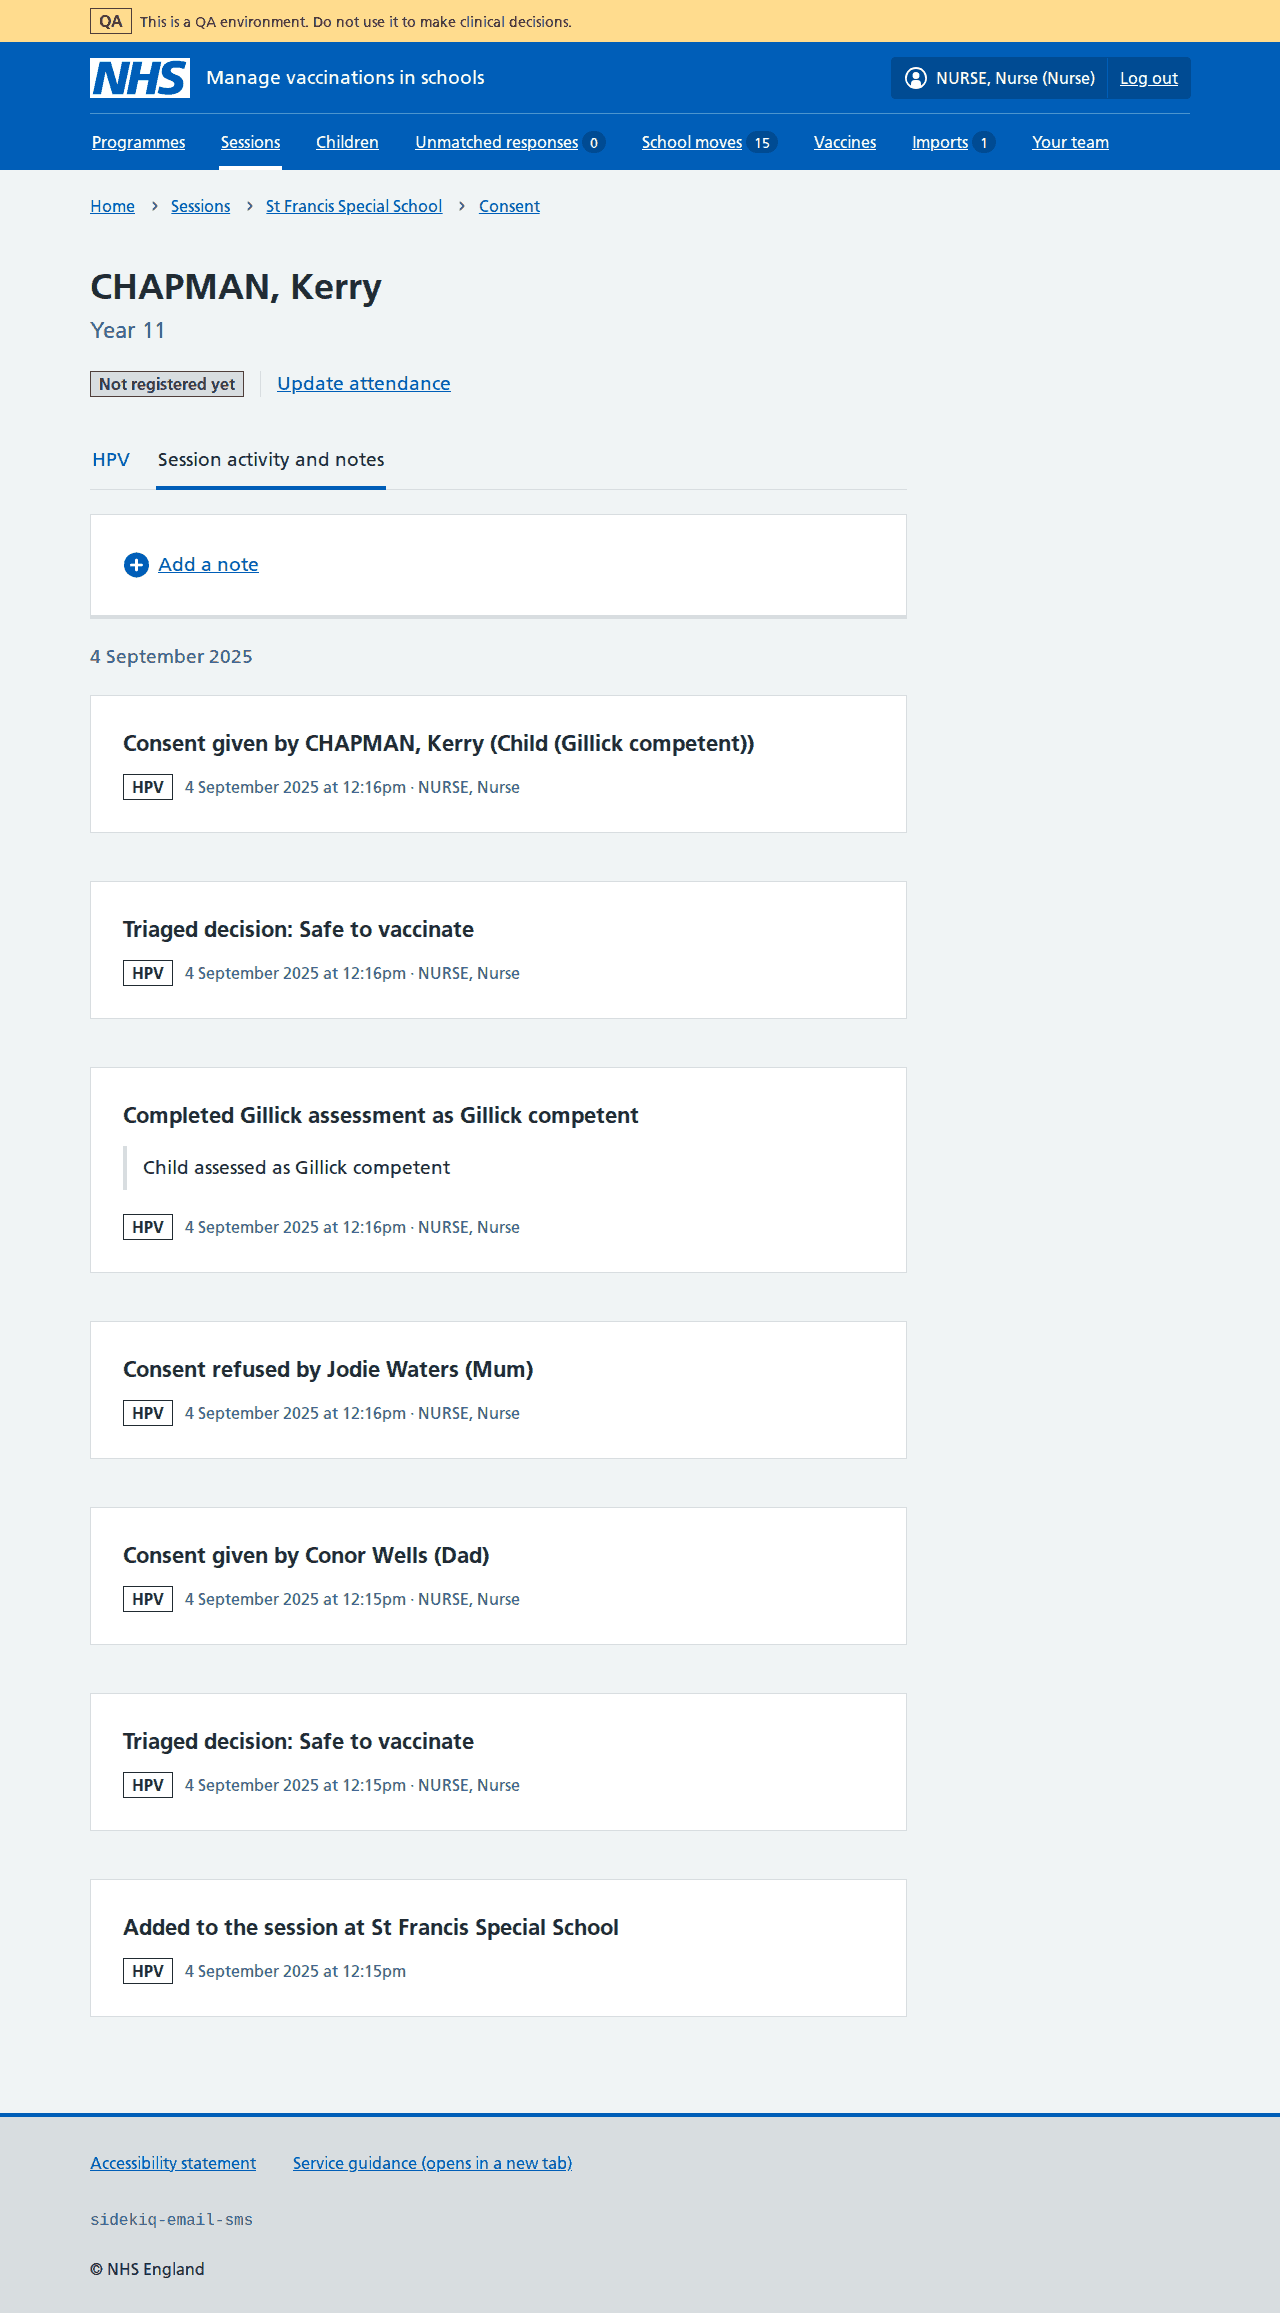 QA This is a QA environment. Do not use it to make clinical decisions.
NHS Manage vaccinations in schools NURSE, Nurse (Nurse) Log out
Programmes Sessions Children Unmatched responses 0 School moves 15 Vaccines Imports 1 Your team
Home Sessions St Francis Special School Consent
CHAPMAN, Kerry
Year 11
Not registered yet Update attendance
HPV Session activity and notes
Add a note
4 September 2025
Consent given by CHAPMAN, Kerry (Child (Gillick competent))
HPV 4 September 2025 at 12:16pm · NURSE, Nurse
Triaged decision: Safe to vaccinate
HPV 4 September 2025 at 12:16pm · NURSE, Nurse
Completed Gillick assessment as Gillick competent
Child assessed as Gillick competent
HPV 4 September 2025 at 12:16pm · NURSE, Nurse
Consent refused by Jodie Waters (Mum)
HPV 4 September 2025 at 12:16pm · NURSE, Nurse
Consent given by Conor Wells (Dad)
HPV 4 September 2025 at 12:15pm · NURSE, Nurse
Triaged decision: Safe to vaccinate
HPV 4 September 2025 at 12:15pm · NURSE, Nurse
Added to the session at St Francis Special School
HPV 4 September 2025 at 12:15pm
Accessibility statement Service guidance (opens in a new tab)
sidekiq-email-sms
© NHS England